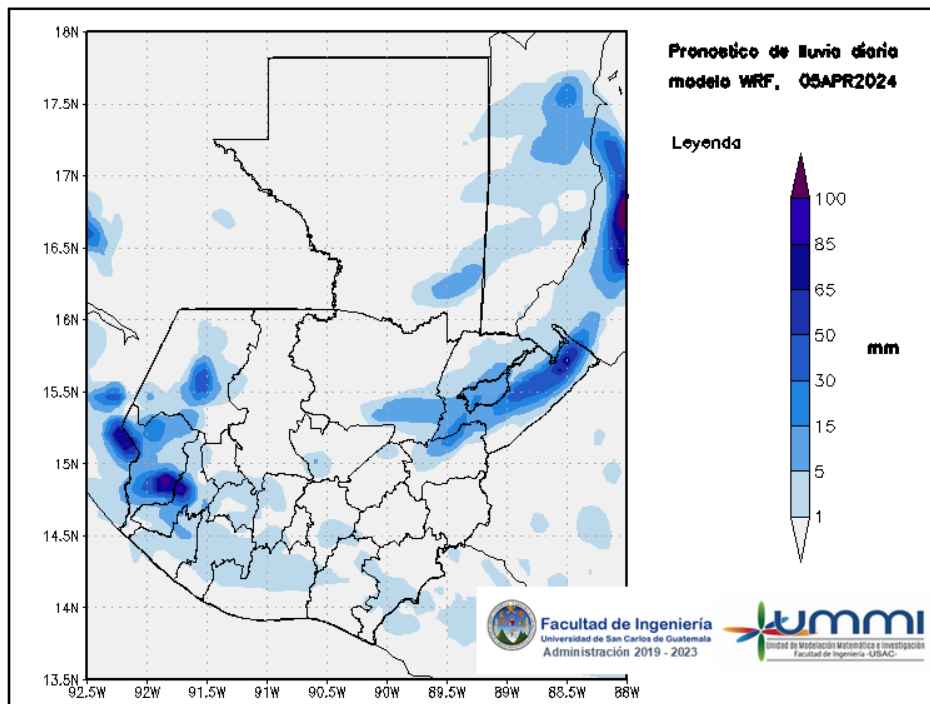 Pronostico de lluvia diaria
modelo WRF, 05APR2024
Leyenda
100
85
65
50
30
15
5
1
mm
18N
17.5N
17N
16.5N
16N
15.5N
15N
14.5N
14N
13.5N
92.5W
92W
91.5W
91W
90.5W
90W
89.5W
89W
88.5W
88W
Facultad de Ingeniería
Universidad de San Carlos de Guatemala
Administración 2019 - 2023
ummi
Unidad de Modelación Matemática e Investigación
Facultad de Ingeniería -USAC-